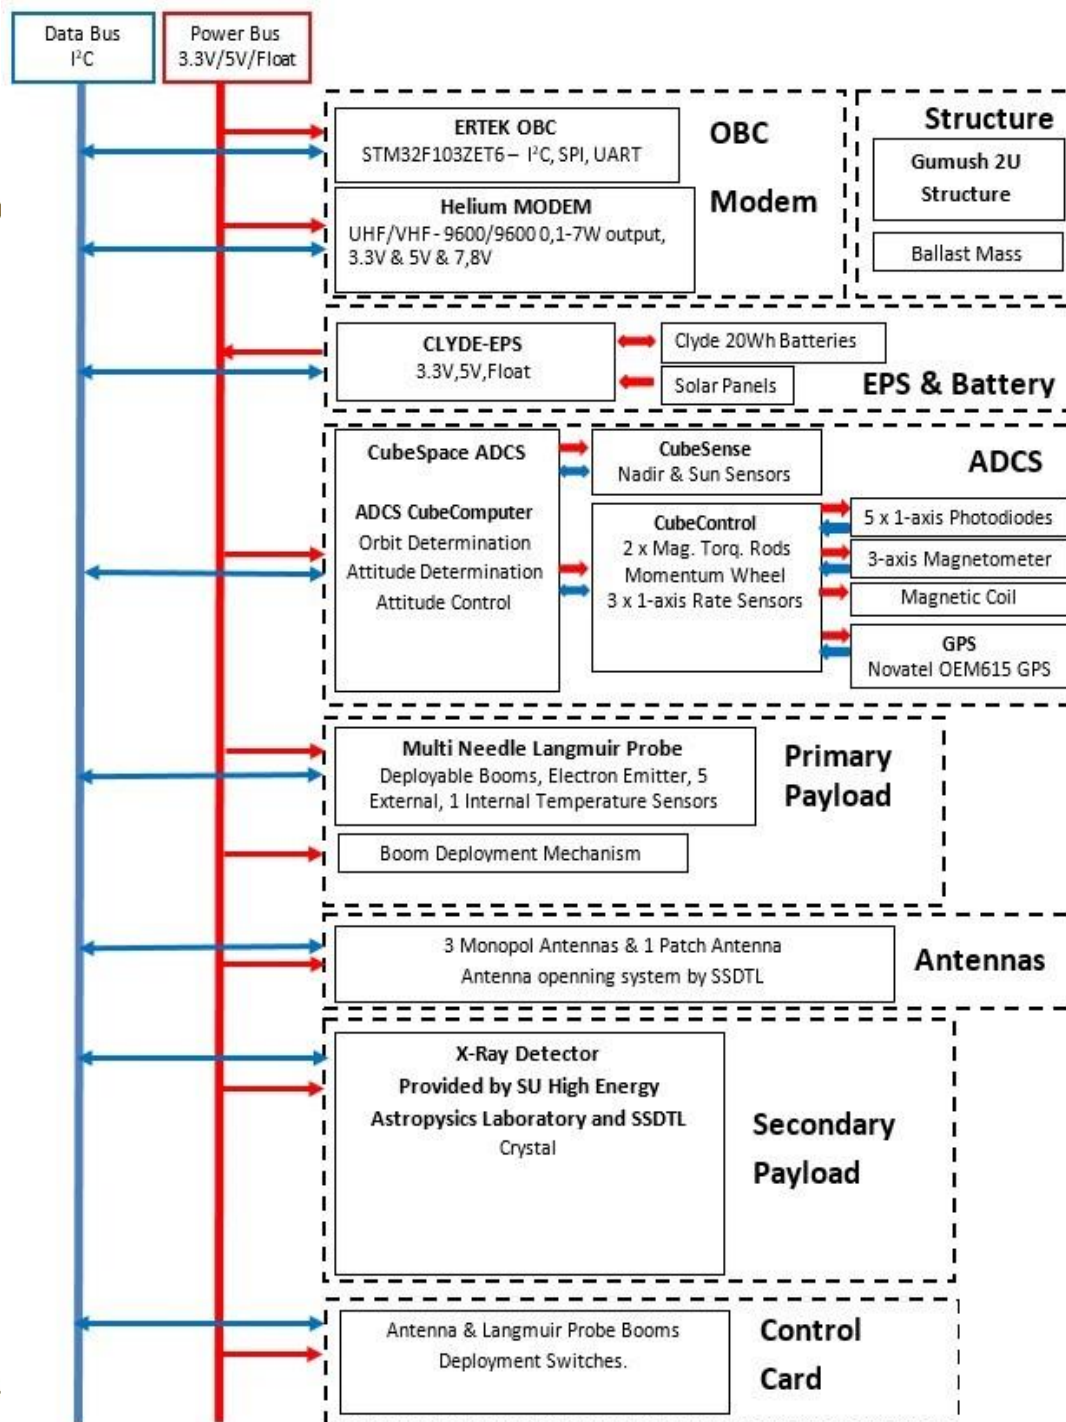 Data Bus
I²C
Power Bus
3.3V/5V/Float
ERTEK OBC
STM32F103ZET6 – I²C, SPI, UART
OBC
Helium MODEM
UHF/VHF - 9600/9600 0,1-7W output,
3.3V & 5V & 7,8V
Modem
Structure
Gumush 2U
Structure
Ballast Mass
CLYDE-EPS
3.3V,5V,Float
Clyde 20Wh Batteries
Solar Panels
EPS & Battery
CubeSpace ADCS
ADCS CubeComputer
Orbit Determination
Attitude Determination
Attitude Control
CubeSense
Nadir & Sun Sensors
CubeControl
2 x Mag. Torq. Rods
Momentum Wheel
3 x 1-axis Rate Sensors
ADCS
5 x 1-axis Photodiodes
3-axis Magnetometer
Magnetic Coil
GPS
Novatel OEM615 GPS
Multi Needle Langmuir Probe
Deployable Booms, Electron Emitter, 5
External, 1 Internal Temperature Sensors
Boom Deployment Mechanism
Primary
Payload
3 Monopol Antennas & 1 Patch Antenna
Antenna openning system by SSDTL
Antennas
X-Ray Detector
Provided by SU High Energy
Astropysics Laboratory and SSDTL
Crystal
Secondary
Payload
Antenna & Langmuir Probe Booms
Deployment Switches.
Control
Card